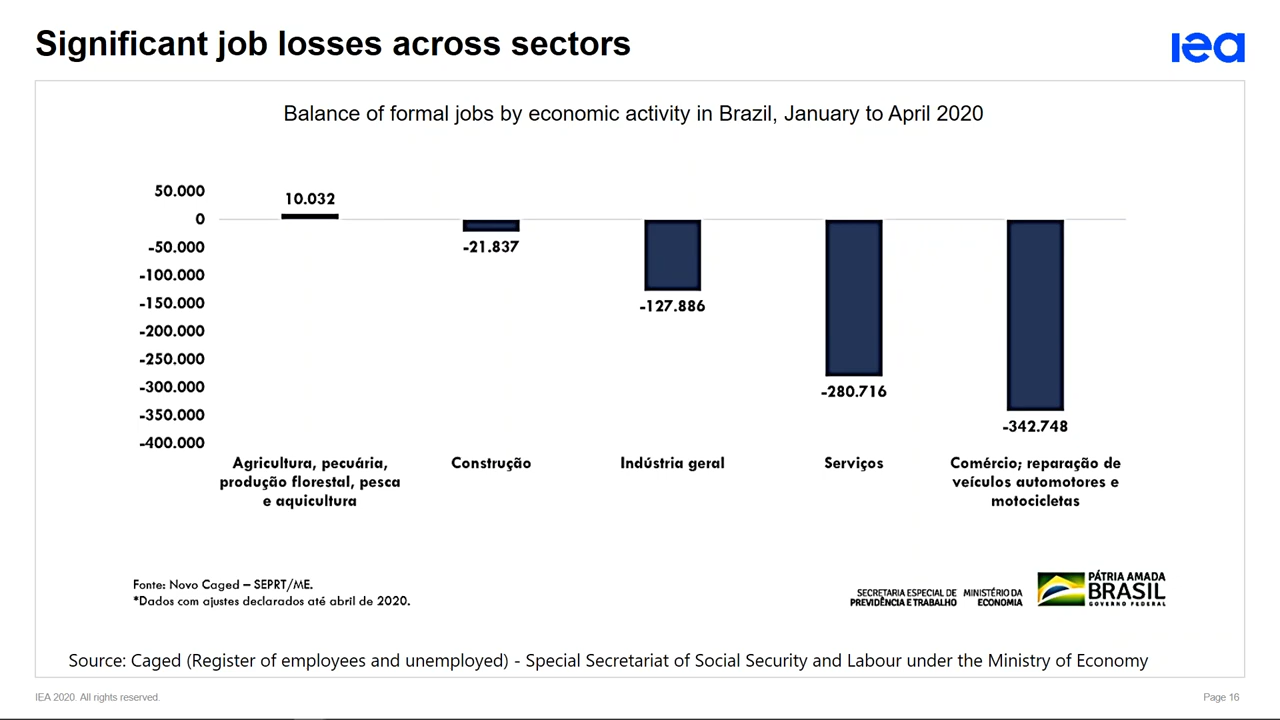 Significant job losses across sectors
iea
Balance of formal jobs by economic activity in Brazil, January to April 2020
50.000
0
-50.000
-100.000
-150.000
-200.000
-250.000
-300.000
-350.000
-400.000
10.032
-21.837
-127.886
-280.716
-342.748
Agricultura, pecuária,
produção florestal, pesca
e aquicultura
Construção
Indústria geral
Serviços
Comércio; reparação de
veículos automotores e
motocicletas
Fonte: Novo Caged – SEPRT/ME.
*Dados com ajustes declarados até abril de 2020.
SECRETARIA ESPECIAL DE
PREVIDÊNCIA E TRABALHO
MINISTÉRIO DA
ECONOMIA
PÁTRIA AMADA
BRASIL
GOVERNO FEDERAL
Source: Caged (Register of employees and unemployed) - Special Secretariat of Social Security and Labour under the Ministry of Economy
IEA 2020. All rights reserved.
Page 16